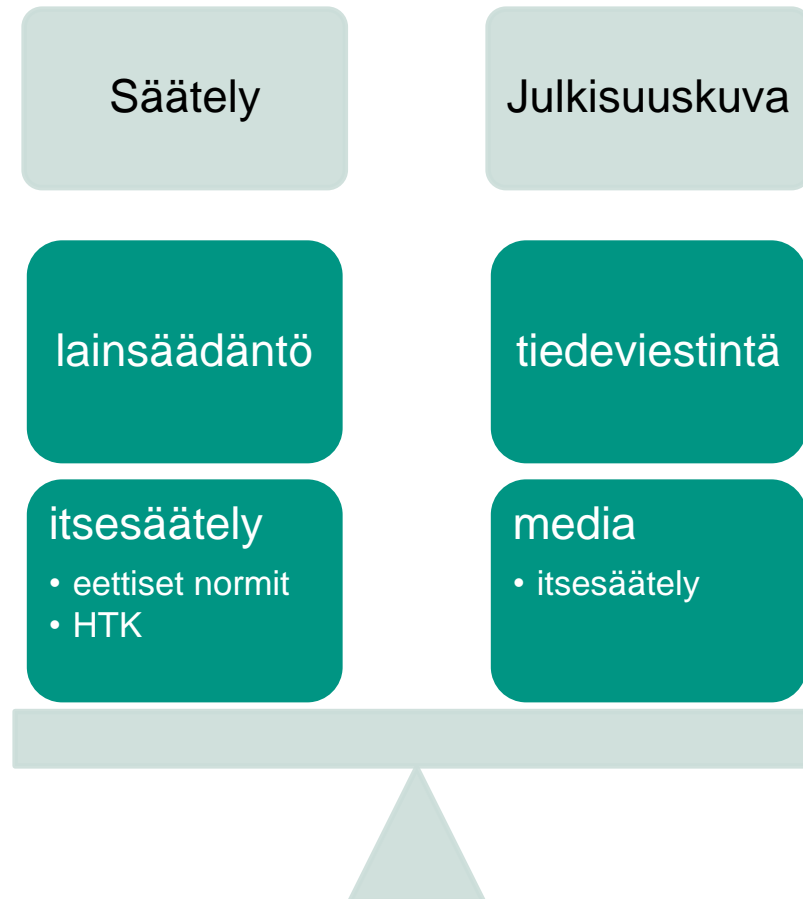 Säätely
Julkisuuskuva
lainsäädäntö
tiedeviestintä
itsesäätely
• eettiset normit
• HTK
media
• itsesäätely